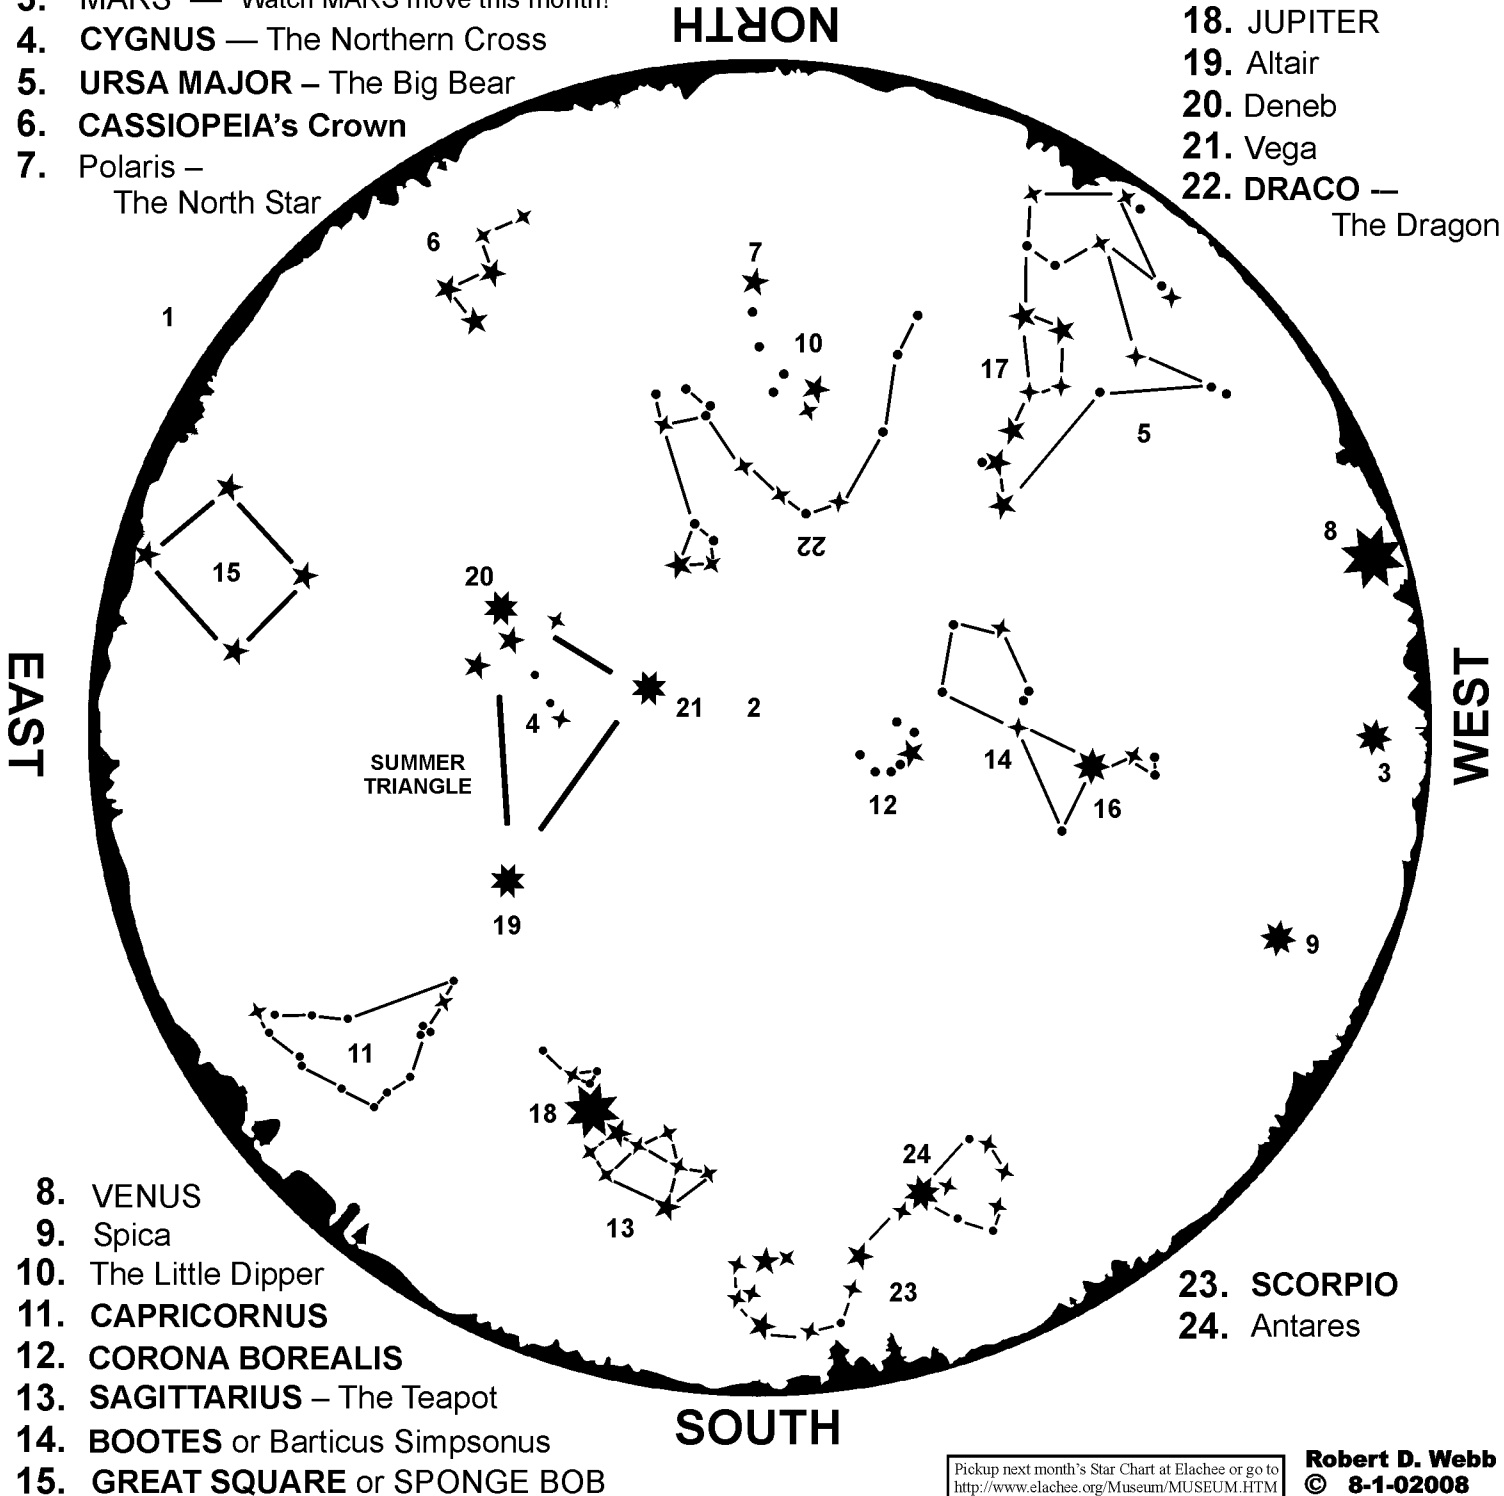 3. MARS — Watch MARS move this month!
4. CYGNUS — The Northern Cross
5. URSA MAJOR – The Big Bear
6. CASSIOPEIA’s Crown
7. Polaris –
The North Star
NORTH
18. JUPITER
19. Altair
20. Deneb
21. Vega
22. DRACO -–
The Dragon
6
7
1
10
17
5
8
22
15
20
21
2
4
SUMMER
TRIANGLE
14
12
16
3
EAST
WEST
19
9
11
18
24
13
23
8. VENUS
9. Spica
10. The Little Dipper
11. CAPRICORNUS
12. CORONA BOREALIS
13. SAGITTARIUS – The Teapot
14. BOOTES or Barticus Simpsonus
15. GREAT SQUARE or SPONGE BOB
23. SCORPIO
24. Antares
SOUTH
Pickup next month's Star Chart at Elachee or go to
http://www.elachee.org/Museum/MUSEUM.HTM
Robert D. Webb
© 8-1-02008